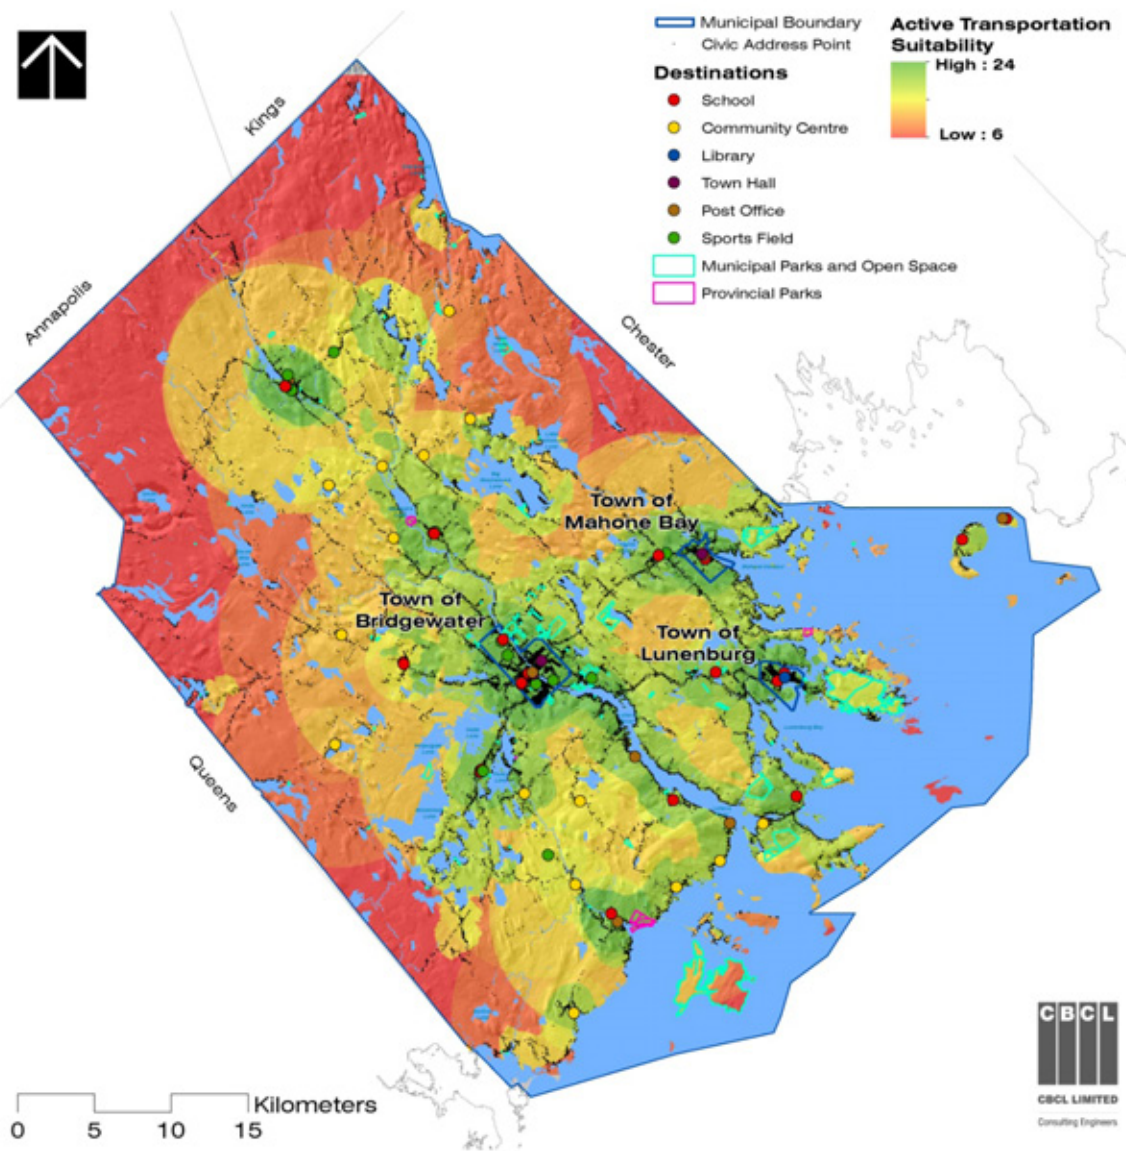 Municipal Boundary
Civic Address Point
Destinations
School
Community Centre
Library
Town Hall
Post Office
Sports Field
Municipal Parks and Open Space
Provincial Parks
Active Transportation
Suitability
High : 24
Low : 6
Kings
Annapolis
Chester
Town of
Mahone Bay
Town of
Bridgewater
Town of
Lunenburg
Queens
Kilometers
0 5 10 15
CBCL
CBCL LIMITED
Consulting Engineers